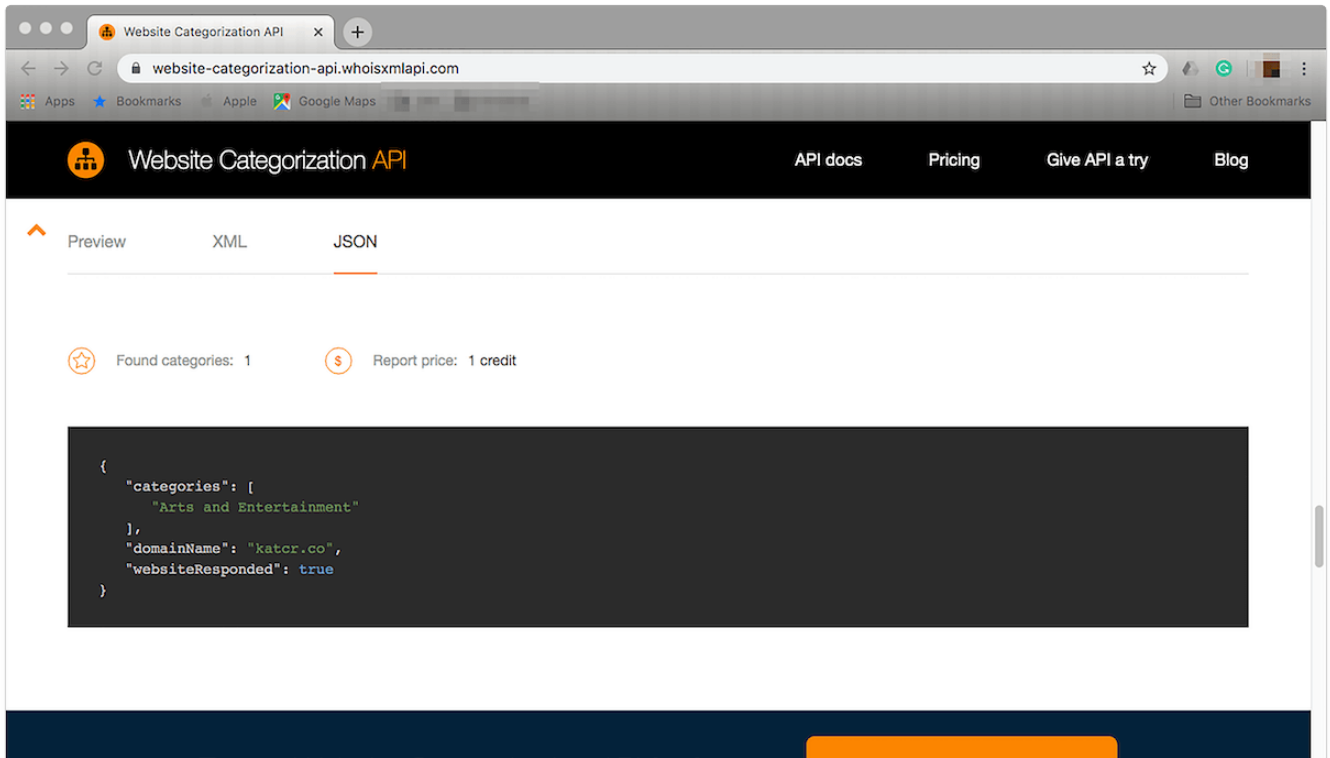 Website Categorization API
website-categorization-api.whoisxmlapi.com
Apps Bookmarks Apple Google Maps Other Bookmarks
Website Categorization API API docs Pricing Give API a try Blog
Preview XML JSON
Found categories: 1 $ Report price: 1 credit
{
"categories": [
"Arts and Entertainment"
],
"domainName": "katcr.co",
"websiteResponded": true
}